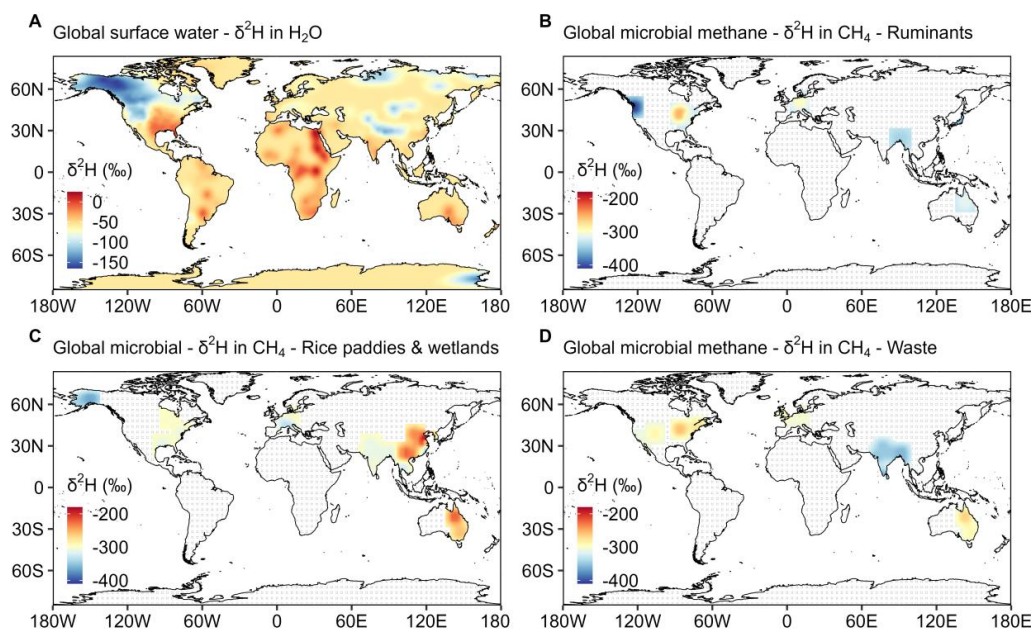 A Global surface water - δ²H in H₂O
60N
30N
0
30S
60S
δ²H (‰)
0
-50
-100
-150
180W 120W 60W 0 60E 120E 180E
B Global microbial methane - δ²H in CH₄ - Ruminants
60N
30N
0
30S
60S
δ²H (‰)
-200
-300
-400
180W 120W 60W 0 60E 120E 180E
C Global microbial - δ²H in CH₄ - Rice paddies & wetlands
60N
30N
0
30S
60S
δ²H (‰)
-200
-300
-400
180W 120W 60W 0 60E 120E 180E
D Global microbial methane - δ²H in CH₄ - Waste
60N
30N
0
30S
60S
δ²H (‰)
-200
-300
-400
180W 120W 60W 0 60E 120E 180E